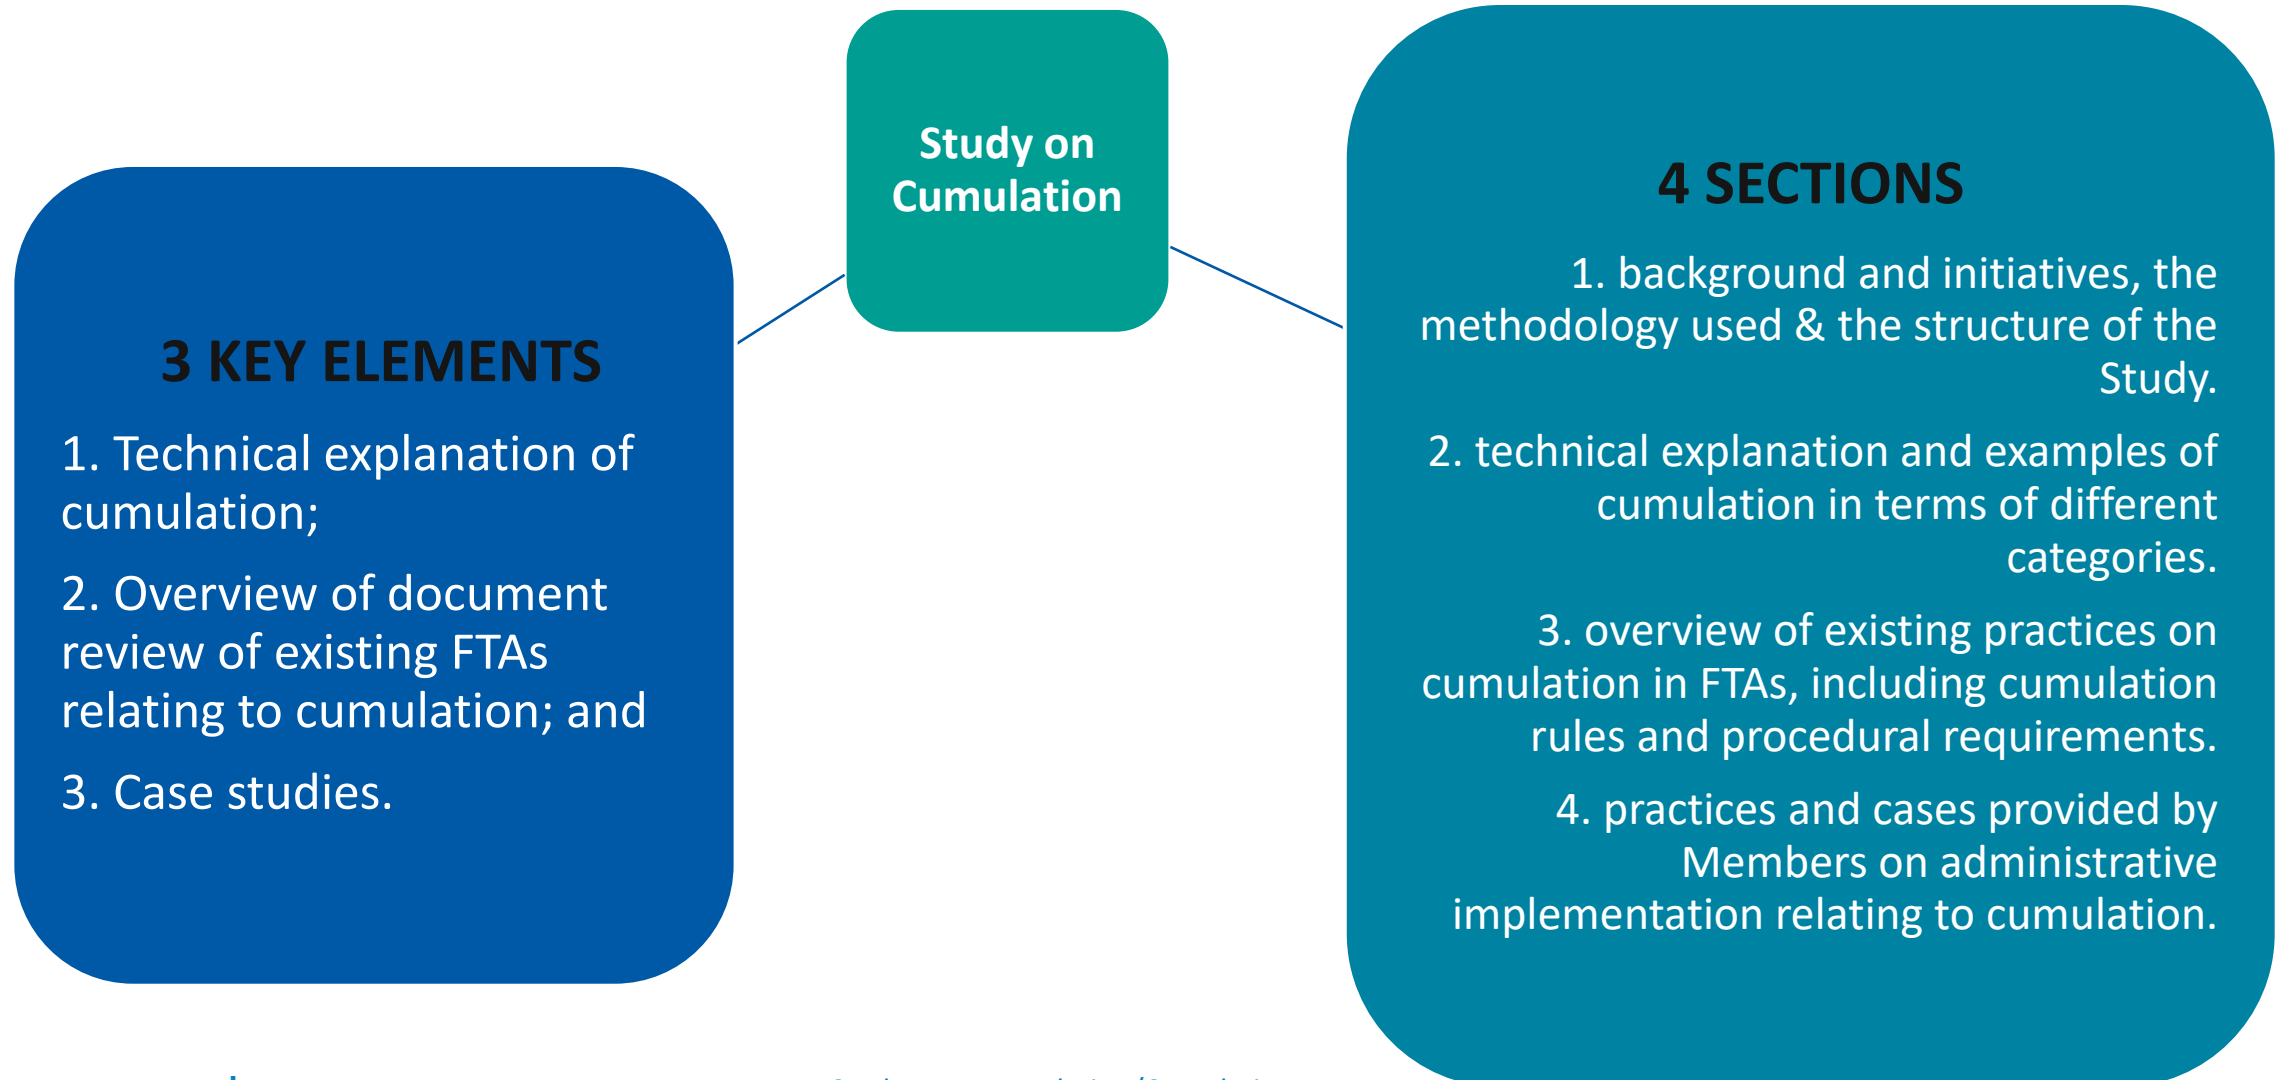 Study on
Cumulation
3 KEY ELEMENTS
1. Technical explanation of
cumulation;
2. Overview of document
review of existing FTAs
relating to cumulation; and
3. Case studies.
4 SECTIONS
1. background and initiatives, the
methodology used & the structure of the
Study.
2. technical explanation and examples of
cumulation in terms of different
categories.
3. overview of existing practices on
cumulation in FTAs, including cumulation
rules and procedural requirements.
4. practices and cases provided by
Members on administrative
implementation relating to cumulation.